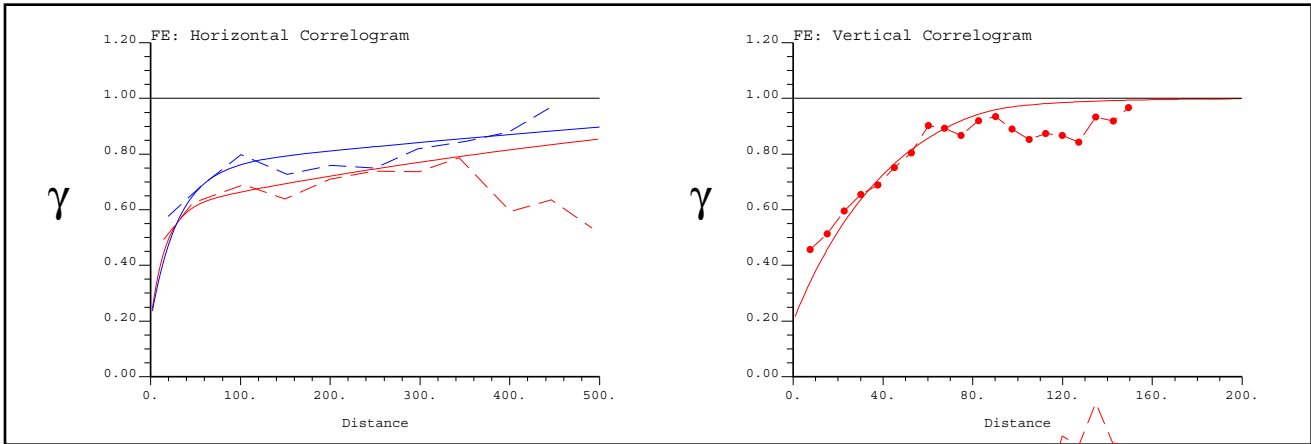 FE: Horizontal Correlogram
γ
1.20
1.00
0.80
0.60
0.40
0.20
0.00
0. 100. 200. 300. 400. 500.
Distance
FE: Vertical Correlogram
γ
1.20
1.00
0.80
0.60
0.40
0.20
0.00
0. 40. 80. 120. 160. 200.
Distance